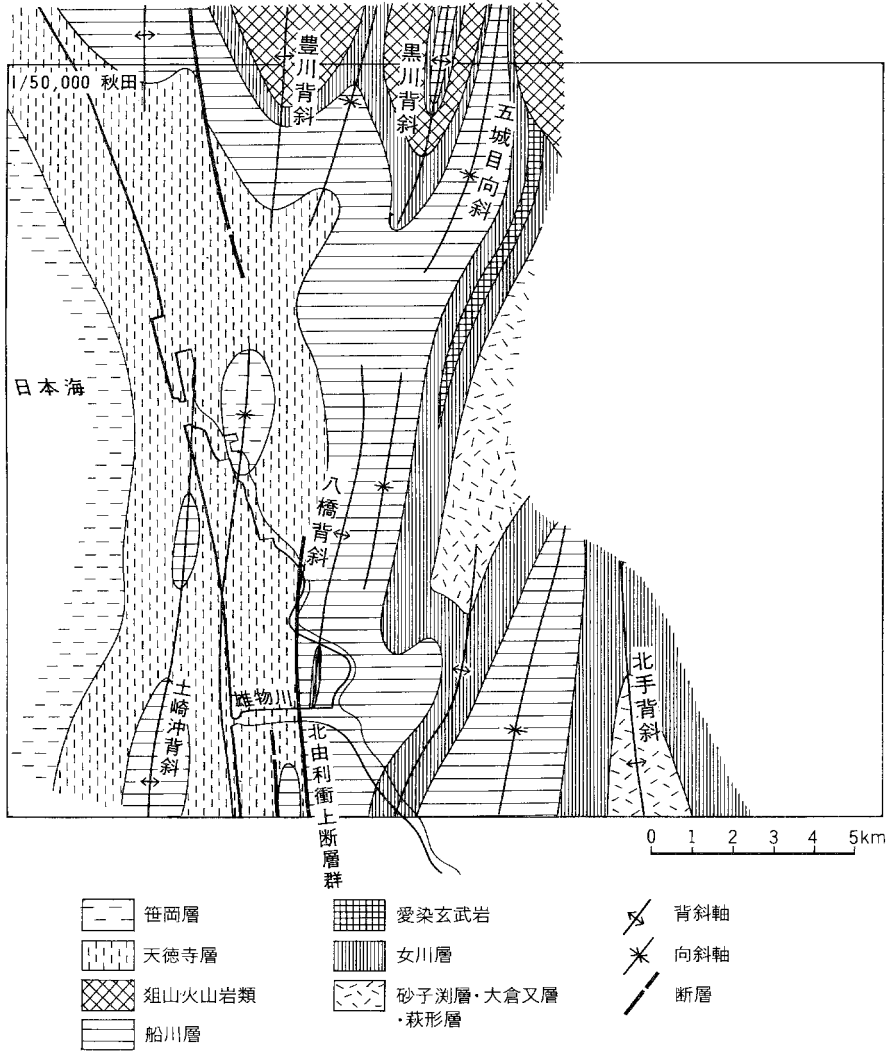 豊川背斜
黒川背斜
1/50,000 秋田
五城目向斜
日本海
八橋背斜
土崎沖背斜
雄物川
北由利衝上断層群
北手背斜
0 1 2 3 4 5km
笹岡層
天徳寺層
俎山火山岩類
船川層
愛染玄武岩
女川層
砂子渕層・大倉又層
・萩形層
背斜軸
向斜軸
断層